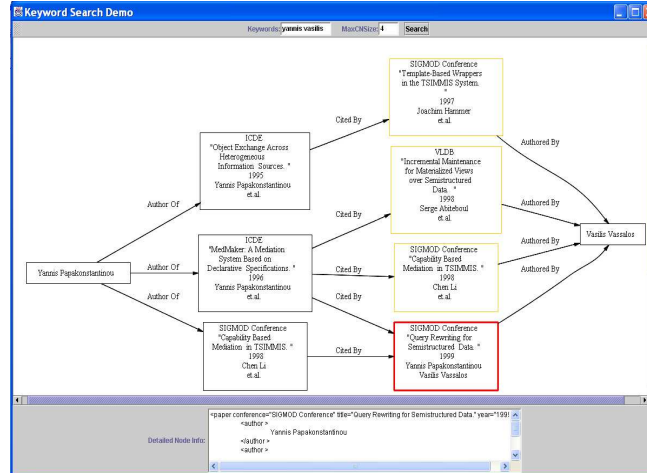 Keyword Search Demo
Keywords: yannis vasilis MaxCNSize: 4 Search
SIGMOD Conference
"Template-Based Wrappers
in the TSIMMIS System.
"
1997
Joachim Hammer
et.al.
Cited By
Authored By
ICDE
"Object Exchange Across
Heterogeneous
Information Sources. "
1995
Yannis Papakonstantinou
et.al.
VLDB
"Incremental Maintenance
for Materialized Views
over Semistructured
Data. "
1998
Serge Abiteboul
et.al.
Cited By
Authored By
Author Of
Vasilis Vassalos
ICDE
"MedMaker: A Mediation
System Based on
Declarative Specifications. "
1996
Yannis Papakonstantinou
et.al.
SIGMOD Conference
"Capability Based
Mediation in TSIMMIS. "
1998
Chen Li
et.al.
Authored By
Author Of
Cited By
Authored By
Yannis Papakonstantinou
Author Of
Cited By
SIGMOD Conference
"Capability Based
Mediation in TSIMMIS. "
1998
Chen Li
et.al.
Cited By
SIGMOD Conference
"Query Rewriting for
Semistructured Data. "
1999
Yannis Papakonstantinou
Vasilis Vassalos
Detailed Node Info:
<paper conference="SIGMOD Conference" title="Query Rewriting for Semistructured Data." year="199
<author >
Yannis Papakonstantinou
</author >
<author >